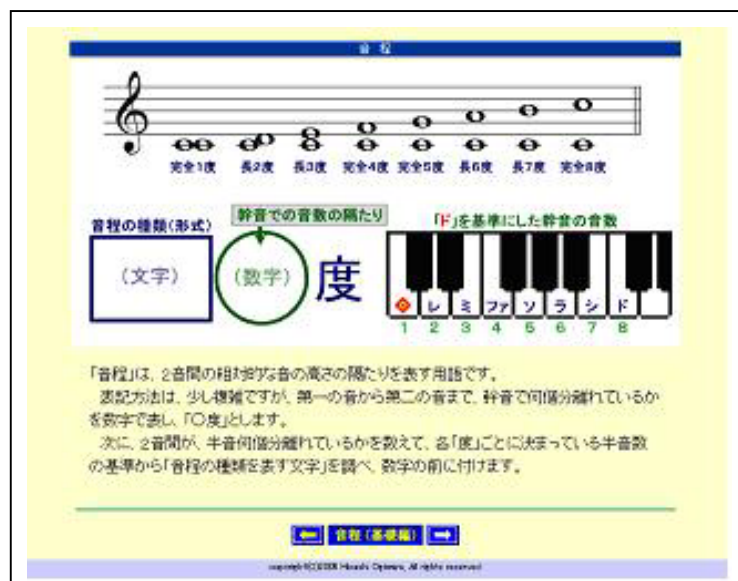 音程
完全1度 長2度 長3度 完全4度 完全5度 長6度 長7度 完全8度
音程の種類(形式)
幹音での音数の隔たり
「ド」を基準にした幹音の音数
(文字)
(数字)
度
レ ミ ファ ソ ラ シ ド
1 2 3 4 5 6 7 8
「音程」は、2音間の相対的な音の高さの隔たりを表す用語です。
表記方法は、少し複雑ですが、第一の音から第二の音まで、幹音で何個分離れているか
を数字で表し、「〇度」とします。
次に、2音間が、半音何個分離れているかを数えて、各「度」ごとに決まっている半音数
の基準から「音程の種類を表す文字」を調べ、数字の前に付けます。
音程(基礎編)
All rights reserved